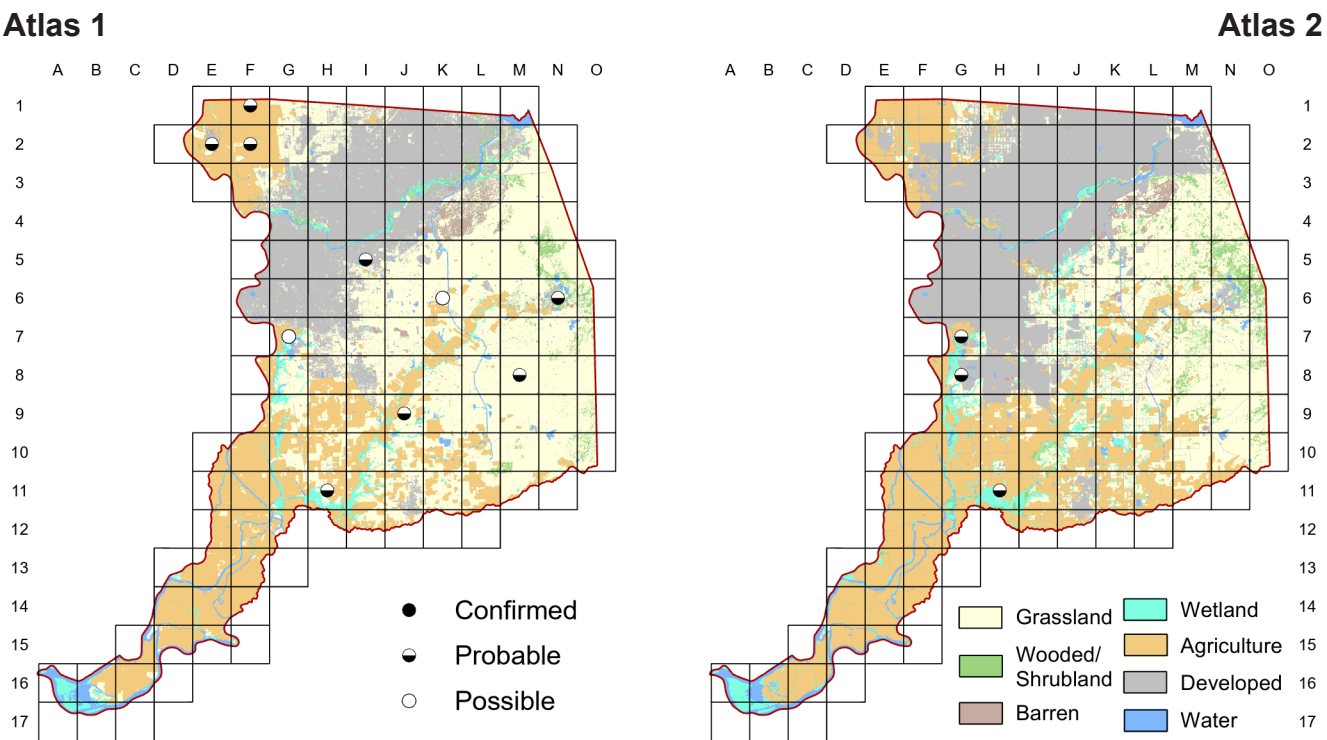 Atlas 1
Atlas 2
A B C D E F G H I J K L M N O
A B C D E F G H I J K L M N O
1 1
2 2
3 3
4 4
5 5
6 6
7 7
8 8
9 9
10 10
11 11
12 12
13 13
14 14
15 15
16 16
17 17
Confirmed
Probable
Possible
Grassland
Wooded/
Shrubland
Barren
Wetland
Agriculture
Developed
Water